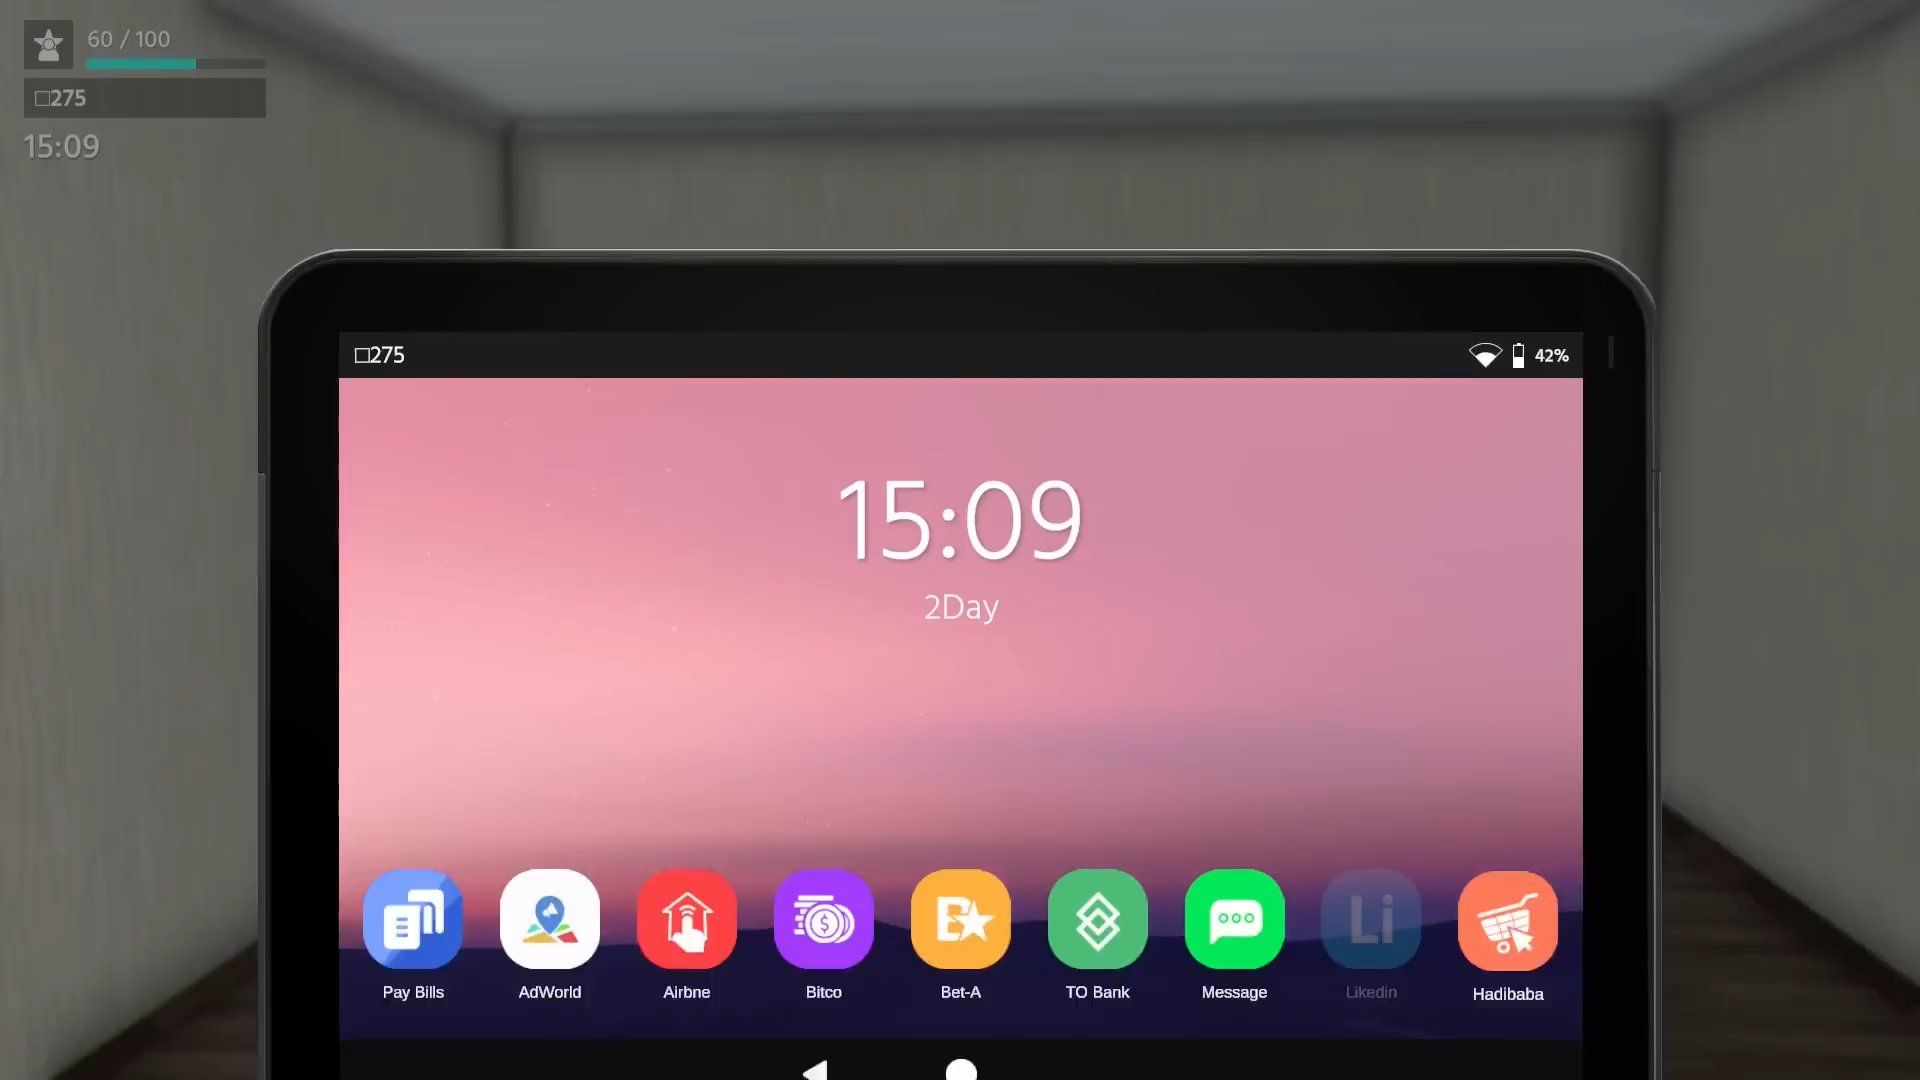 60 / 100
□275
15:09
□275
42%
15:09
2Day
B
Li
Pay Bills
AdWorld
Airbne
Bitco
Bet-A
TO Bank
Message
Likedin
Hadibaba